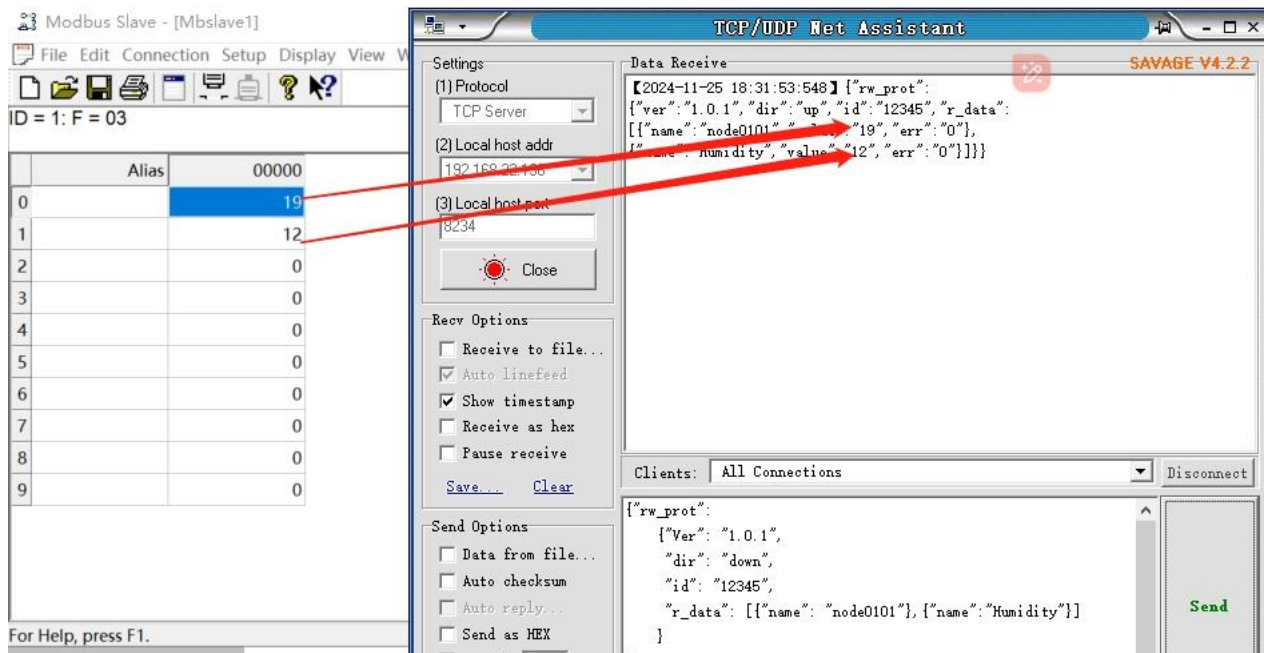 Modbus Slave - [Mbslave1]
File Edit Connection Setup Display View W
ID = 1: F = 03
Alias 00000
0 19
1 12
2 0
3 0
4 0
5 0
6 0
7 0
8 0
9 0
For Help, press F1.
TCP/UDP Net Assistant
Settings
(1) Protocol
TCP Server
(2) Local host addr
(3) Local host port
8234
Close
Recv Options
Receive to file...
Auto linefeed
Show timestamp
Receive as hex
Pause receive
Save... Clear
Send Options
Data from file...
Auto checksum
Auto reply...
Send as HEX
Data Receive
SAVAGE V4.2.2
【2024-11-25 18:31:53:548】{"rw_prot":
{"ver":"1.0.1","dir":"up","id":"12345","r_data":
[{"name":"node0101", "19","err":"0"},
Humidity","value":"12","err":"0"}]}}
Clients: All Connections Disconnect
{"rw_prot":
{"Ver": "1.0.1",
"dir": "down",
"id": "12345",
"r_data": [{"name": "node0101"},{"name":"Humidity"}]
}
Send